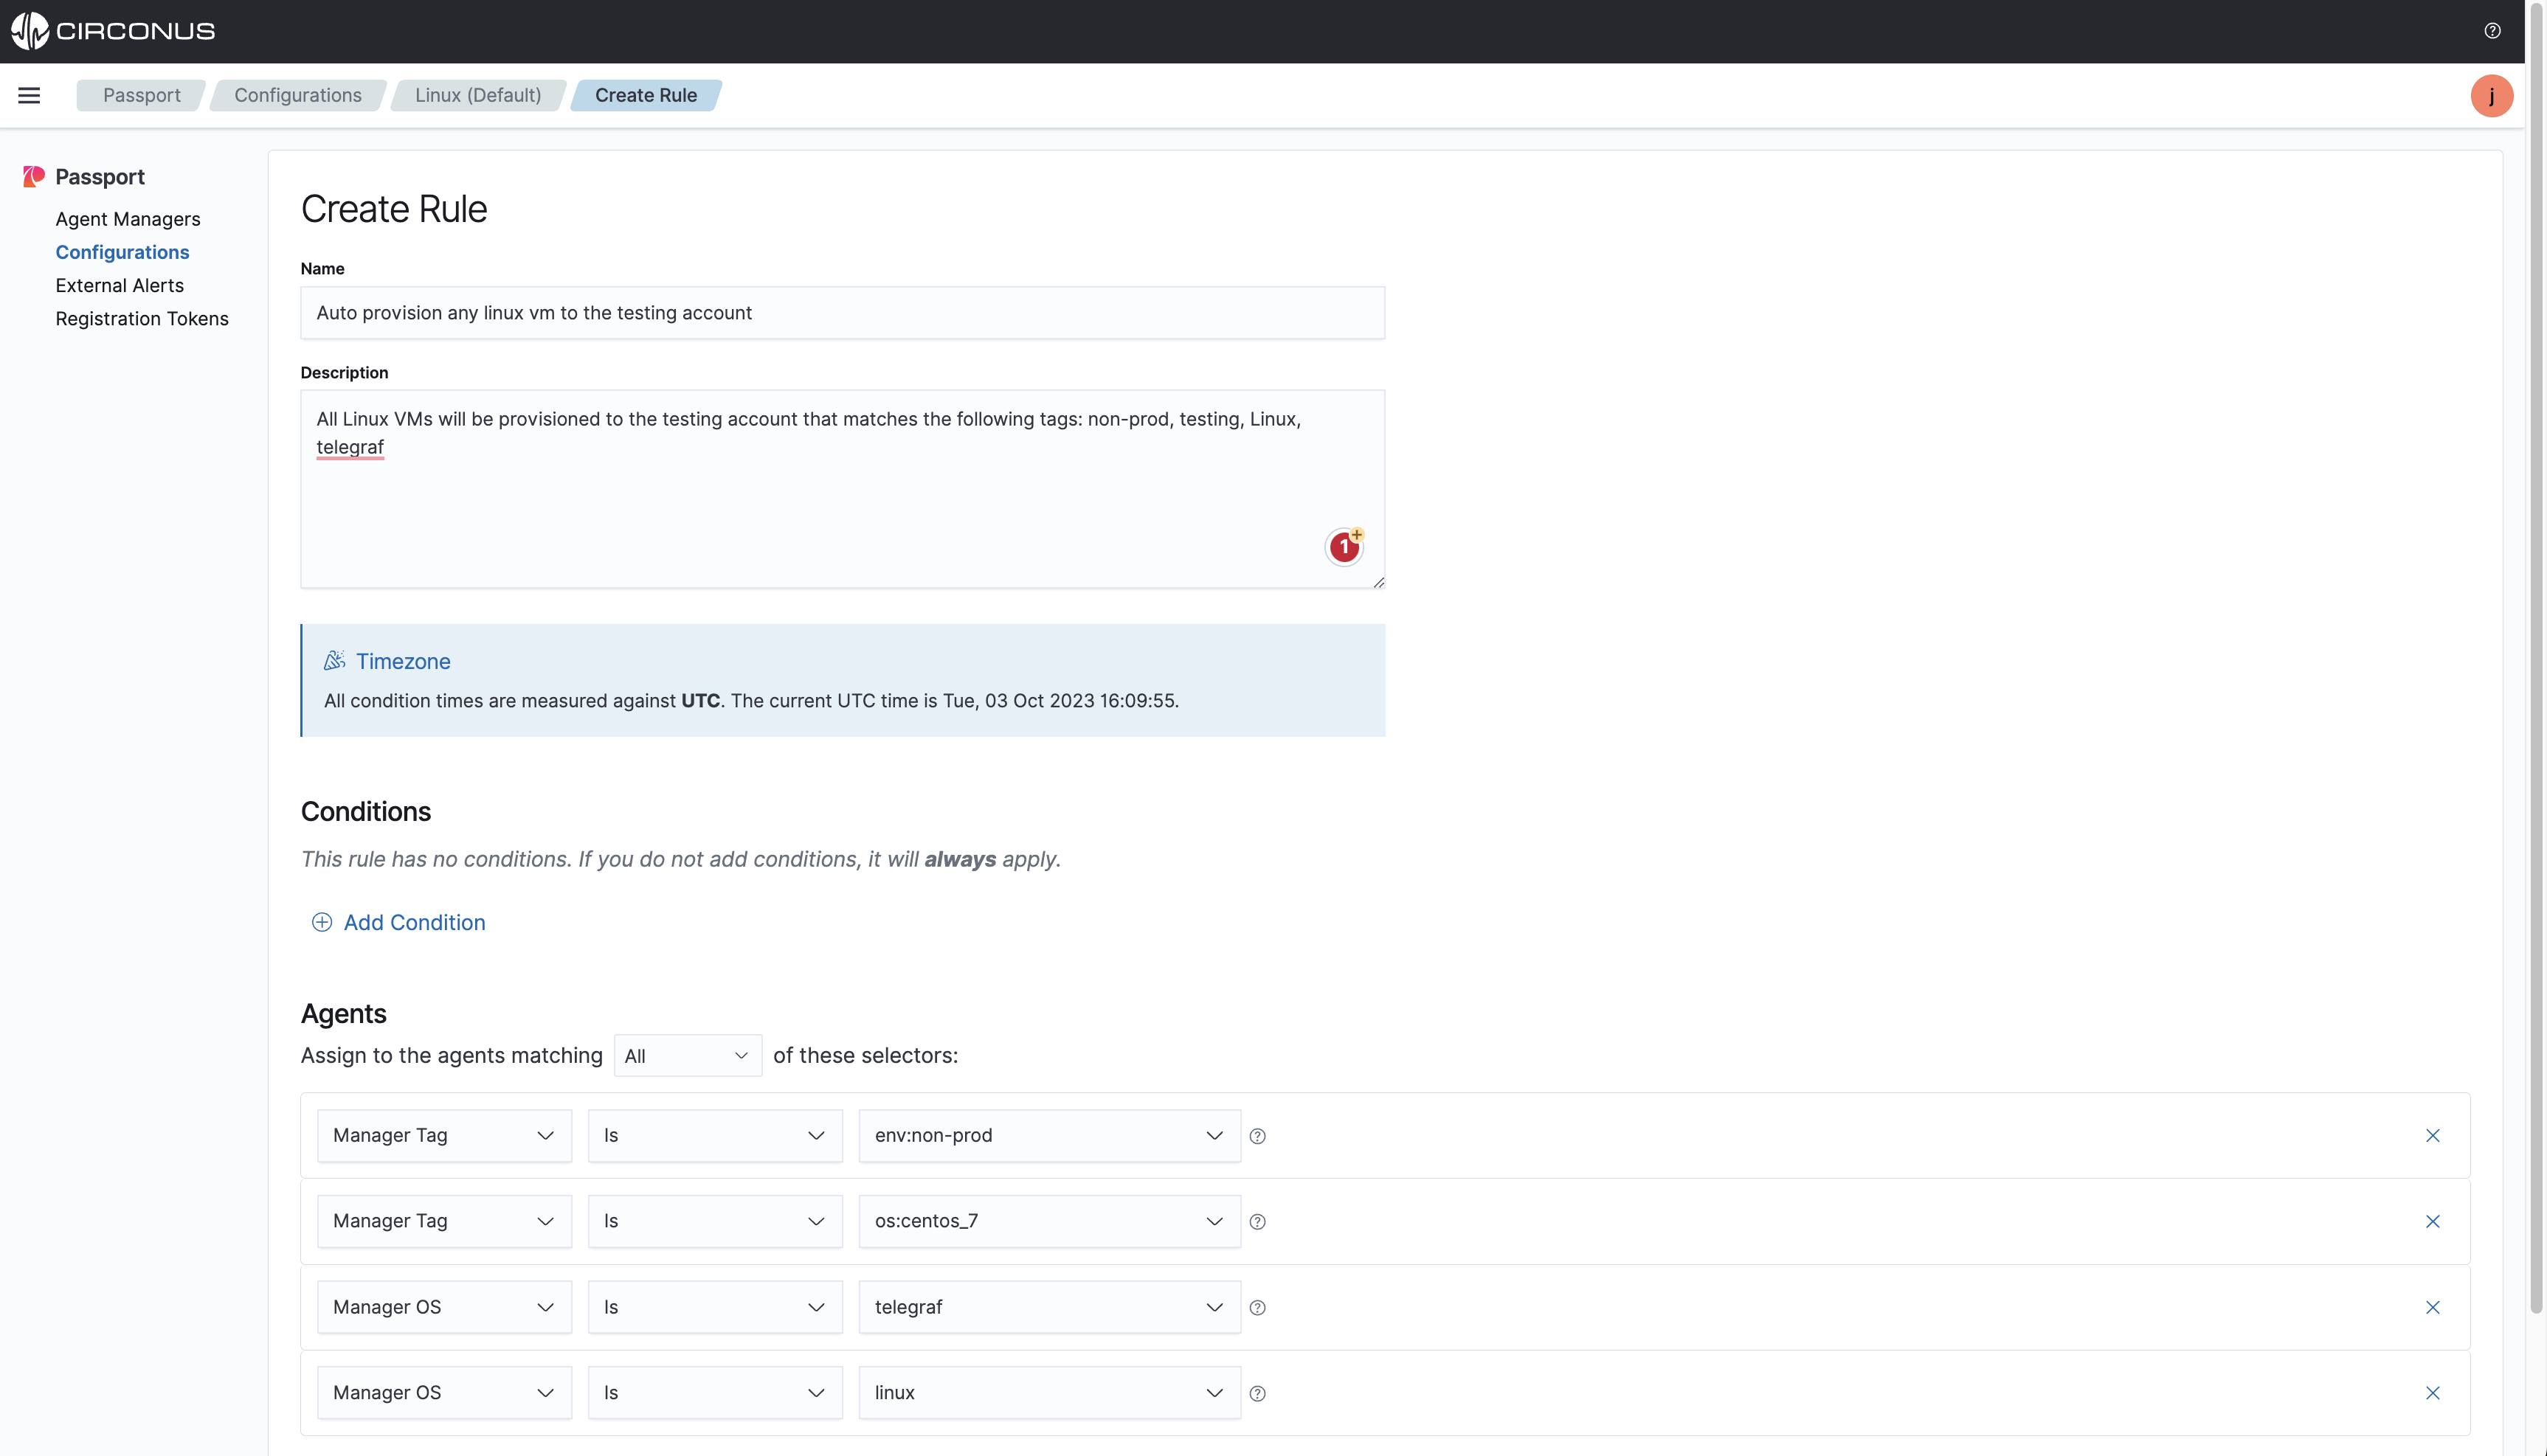 CIRCONUS
Passport
Configurations
Linux (Default)
Create Rule
j
Passport
Agent Managers
Configurations
External Alerts
Registration Tokens
Create Rule
Name
Auto provision any linux vm to the testing account
Description
All Linux VMs will be provisioned to the testing account that matches the following tags: non-prod, testing, Linux,
telegraf
1
Timezone
All condition times are measured against UTC. The current UTC time is Tue, 03 Oct 2023 16:09:55.
Conditions
This rule has no conditions. If you do not add conditions, it will always apply.
Add Condition
Agents
Assign to the agents matching All of these selectors:
Manager Tag Is env:non-prod
Manager Tag Is os:centos_7
Manager OS Is telegraf
Manager OS Is linux